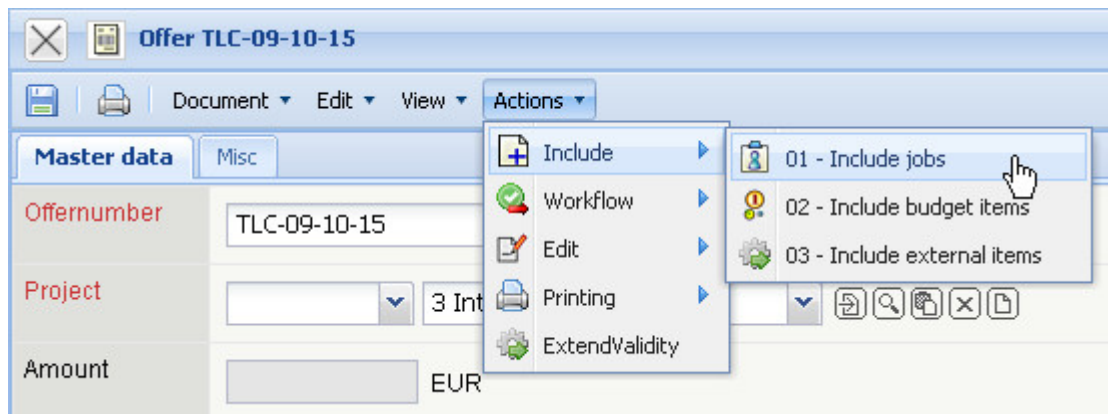 Offer TLC-09-10-15
Document Edit View Actions
Master data Misc
Include
01 - Include jobs
Workflow
02 - Include budget items
Edit
03 - Include external items
Printing
ExtendValidity
Offernumber
TLC-09-10-15
Project
3 Int
Amount
EUR